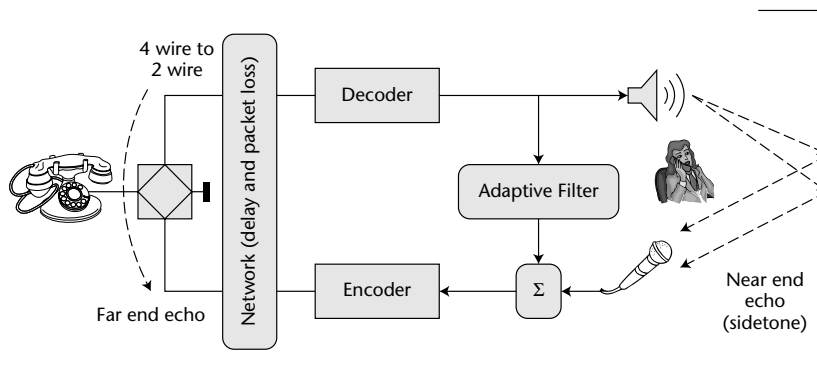 4 wire to
2 wire
Network (delay and packet loss)
Decoder
Adaptive Filter
Encoder
Σ
Far end echo
Near end
echo
(sidetone)